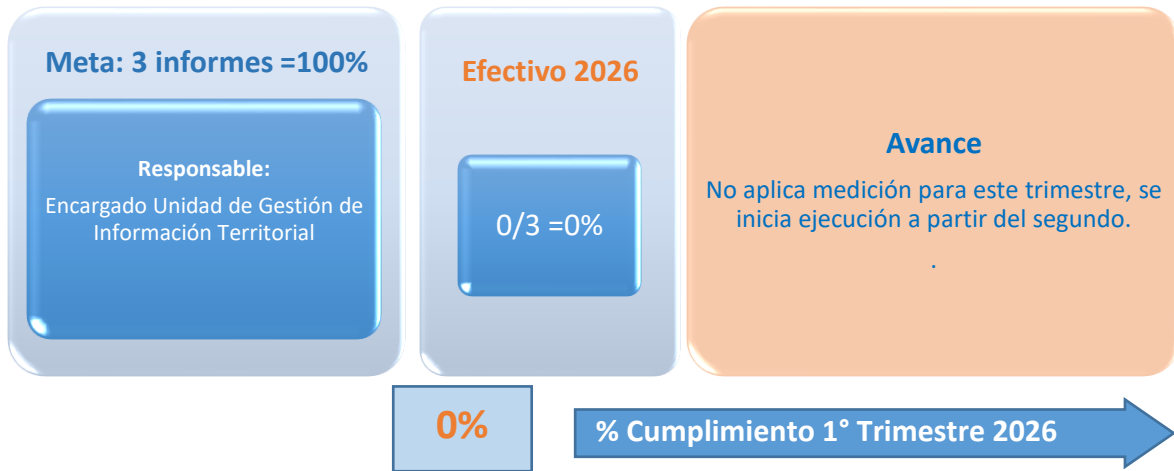 Meta: 3 informes =100%
Responsable:
Encargado Unidad de Gestión de
Información Territorial
Efectivo 2026
0/3 =0%
Avance
No aplica medición para este trimestre, se
inicia ejecución a partir del segundo.
.
0%
% Cumplimiento 1° Trimestre 2026